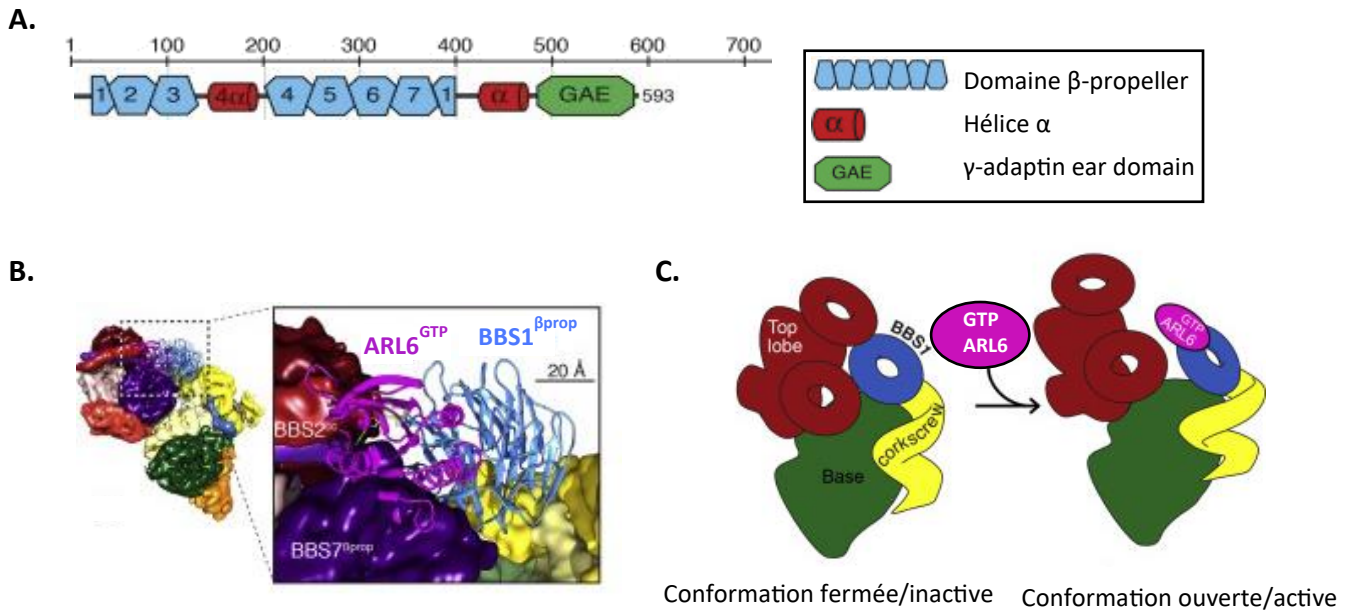 A.
1 100 200 300 400 500 600 700
1 2 3 4α 4 5 6 7 1 α GAE 593
Domaine β-propeller
α Hélice α
GAE γ-adaptin ear domain
B.
ARL6GTP BBS1βprop
20 Å
BBS2
BBS7βprop
C.
Top
lobe
BBS1
GTP
ARL6
GTP
ARL6
corkscrew
Base
Conformation fermée/inactive Conformation ouverte/active